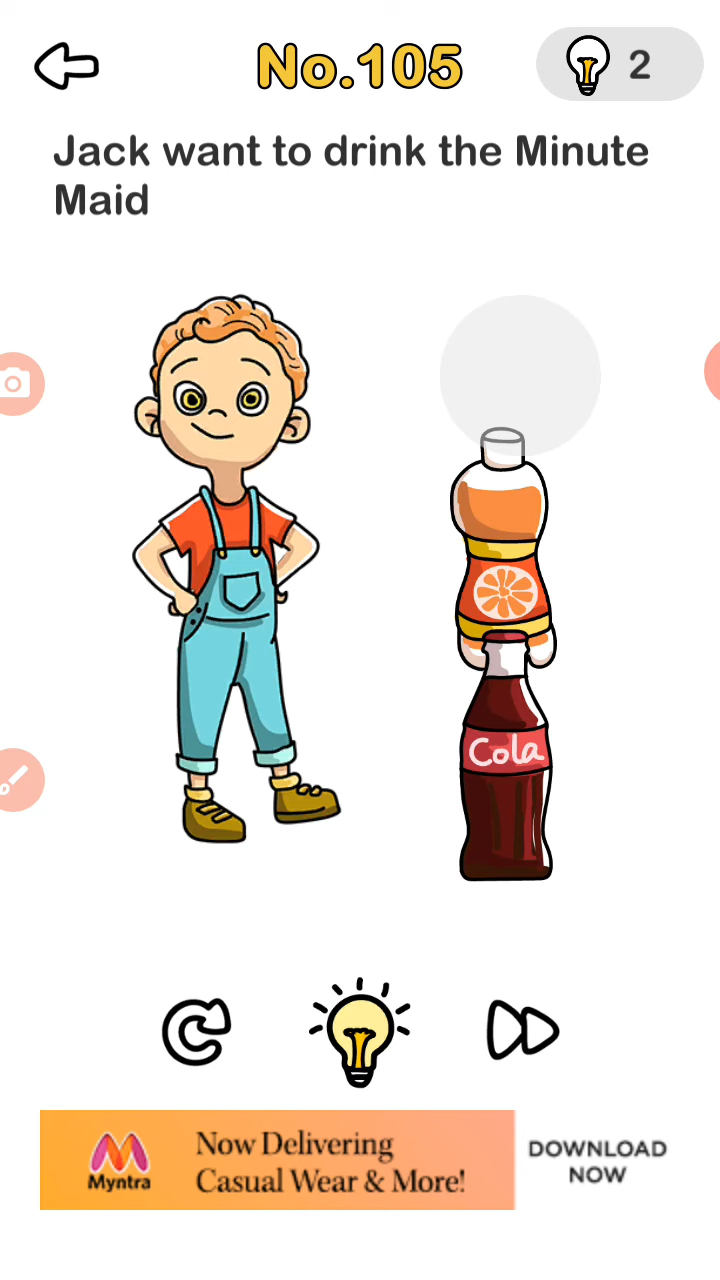 No.105
2
Jack want to drink the Minute
Maid
Cola
Now Delivering
Casual Wear & More!
Myntra
DOWNLOAD
NOW